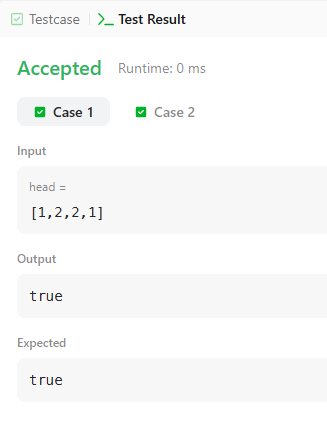 Testcase Test Result
Accepted Runtime: 0 ms
Case 1 Case 2
Input
head =
[1,2,2,1]
Output
true
Expected
true